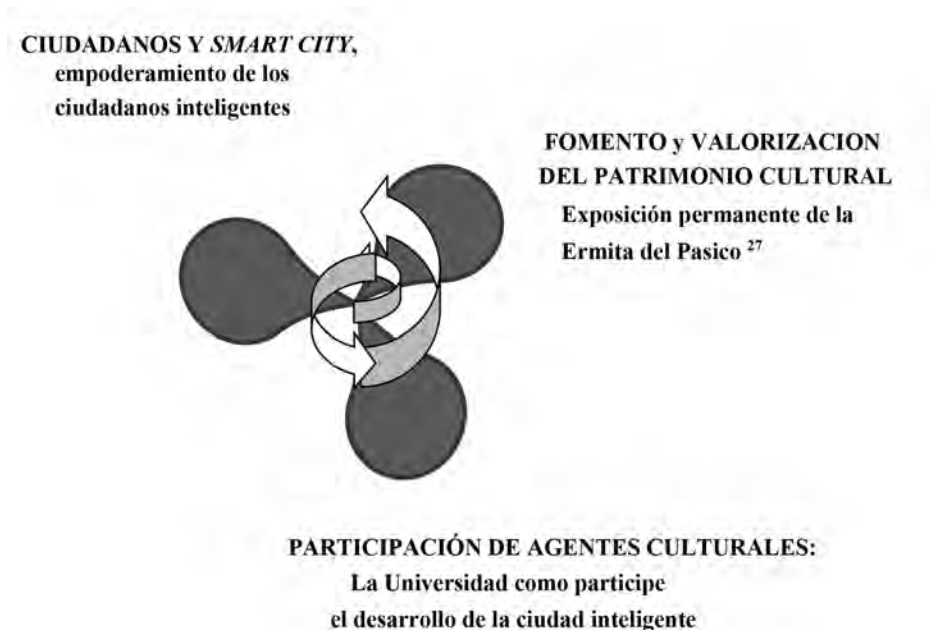 CIUDADANOS Y SMART CITY,
empoderamiento de los
ciudadanos inteligentes
FOMENTO y VALORIZACION
DEL PATRIMONIO CULTURAL
Exposición permanente de la
Ermita del Pasico 27
PARTICIPACIÓN DE AGENTES CULTURALES:
La Universidad como participe
el desarrollo de la ciudad inteligente